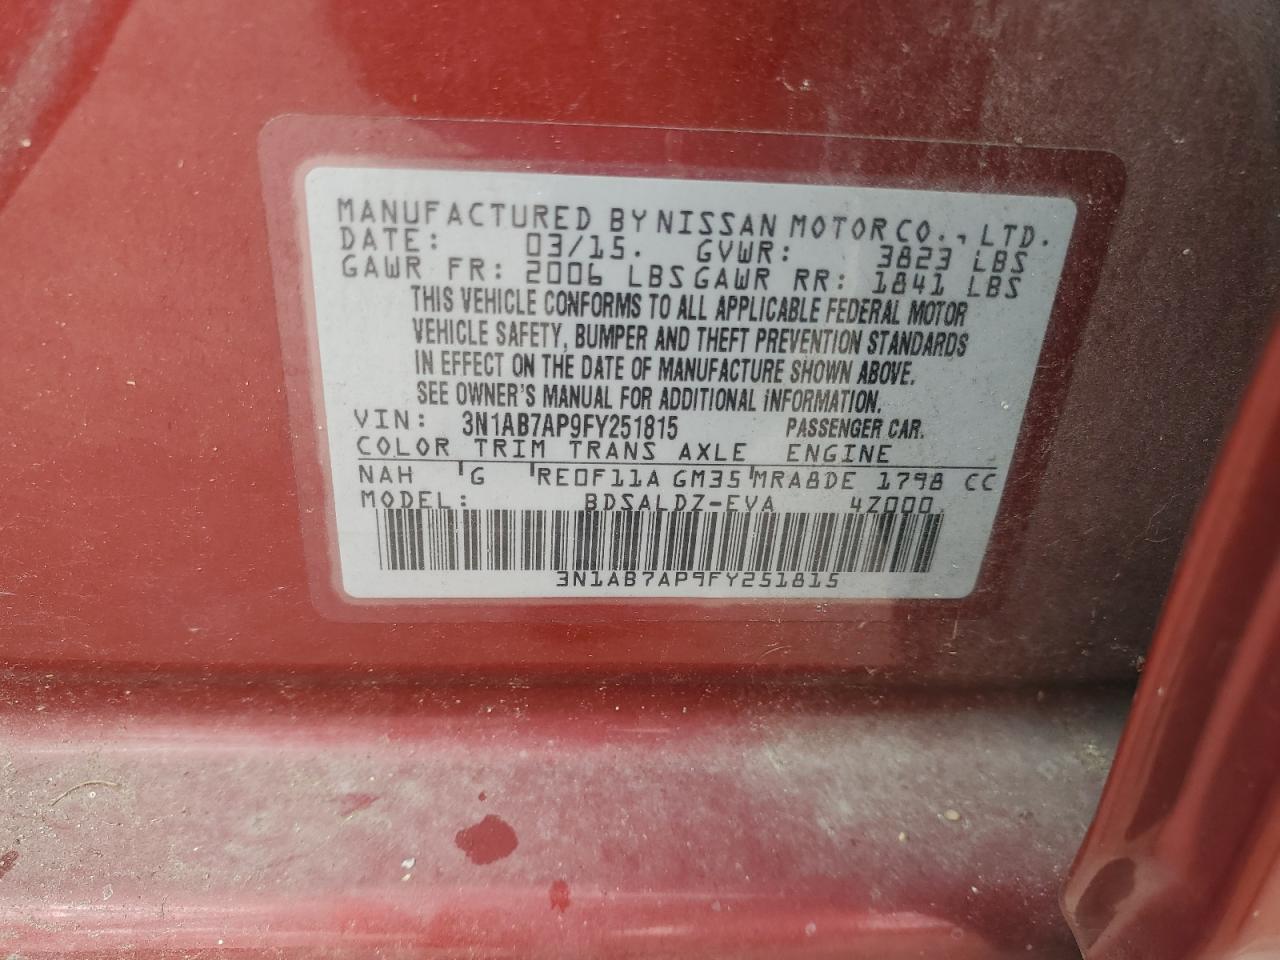 MANUFACTURED BY NISSAN MOTOR CO., LTD.
DATE: 03/15. GVWR: 3823 LBS
GAWR FR: 2006 LBS GAWR RR: 1841 LBS
THIS VEHICLE CONFORMS TO ALL APPLICABLE FEDERAL MOTOR
VEHICLE SAFETY, BUMPER AND THEFT PREVENTION STANDARDS
IN EFFECT ON THE DATE OF MANUFACTURE SHOWN ABOVE.
SEE OWNER'S MANUAL FOR ADDITIONAL INFORMATION.
VIN: 3N1AB7AP9FY251815 PASSENGER CAR.
COLOR TRIM TRANS AXLE ENGINE
NAH G RE0F11A GM35 MRA8DE 1798 CC
MODEL: BDSALDZ-EVA 4Z000
3N1AB7AP9FY251815